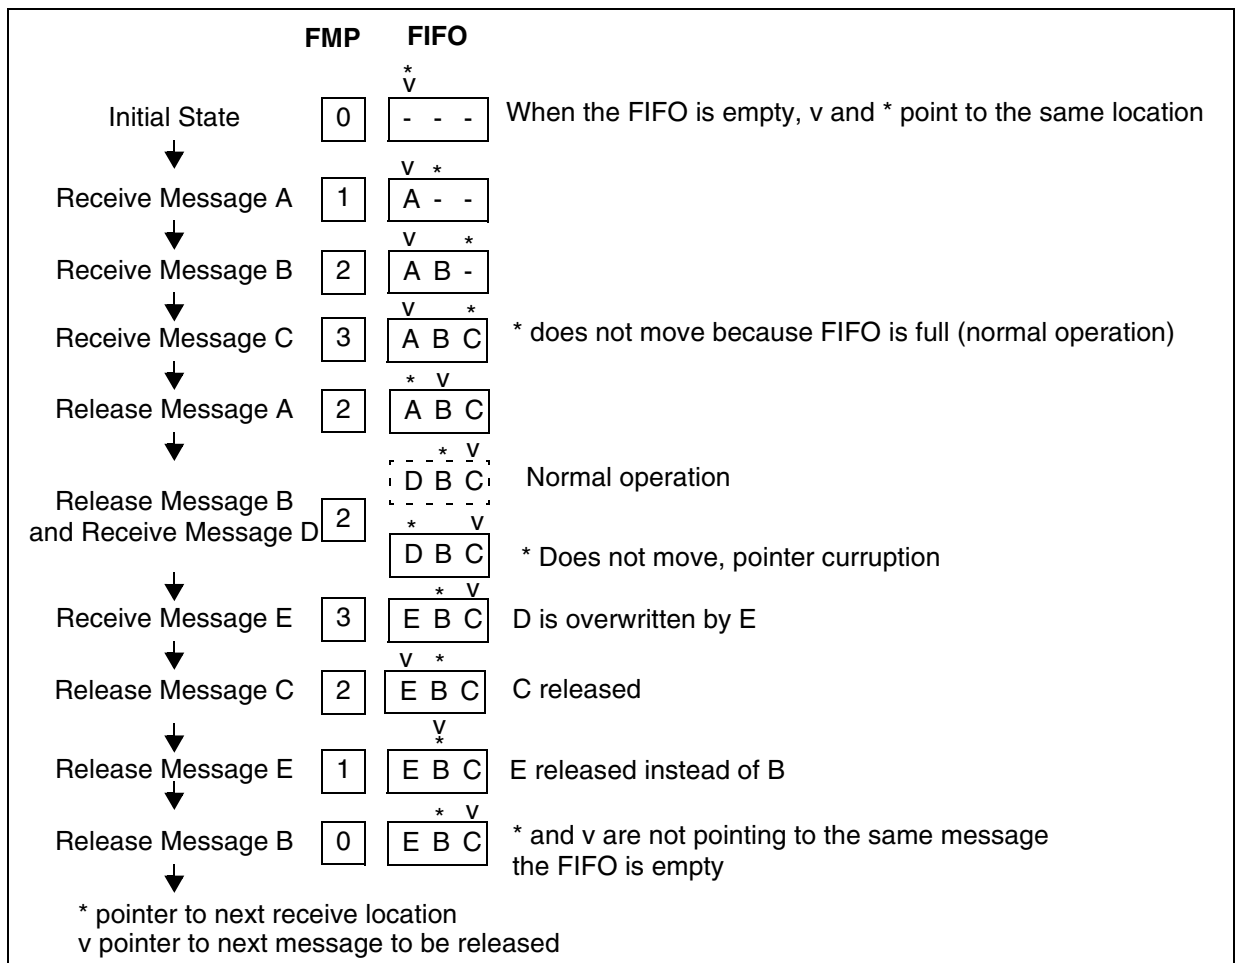 FMP FIFO
*
v
Initial State 0 - - - When the FIFO is empty, v and * point to the same location
v *
Receive Message A 1 A - -
v *
Receive Message B 2 A B -
v *
Receive Message C 3 A B C * does not move because FIFO is full (normal operation)
* v
Release Message A 2 A B C
* v
D B C Normal operation
Release Message B
and Receive Message D 2
* v
D B C * Does not move, pointer curruption
* v
Receive Message E 3 E B C D is overwritten by E
v *
Release Message C 2 E B C C released
v
*
Release Message E 1 E B C E released instead of B
* v
Release Message B 0 E B C * and v are not pointing to the same message
the FIFO is empty
* pointer to next receive location
v pointer to next message to be released